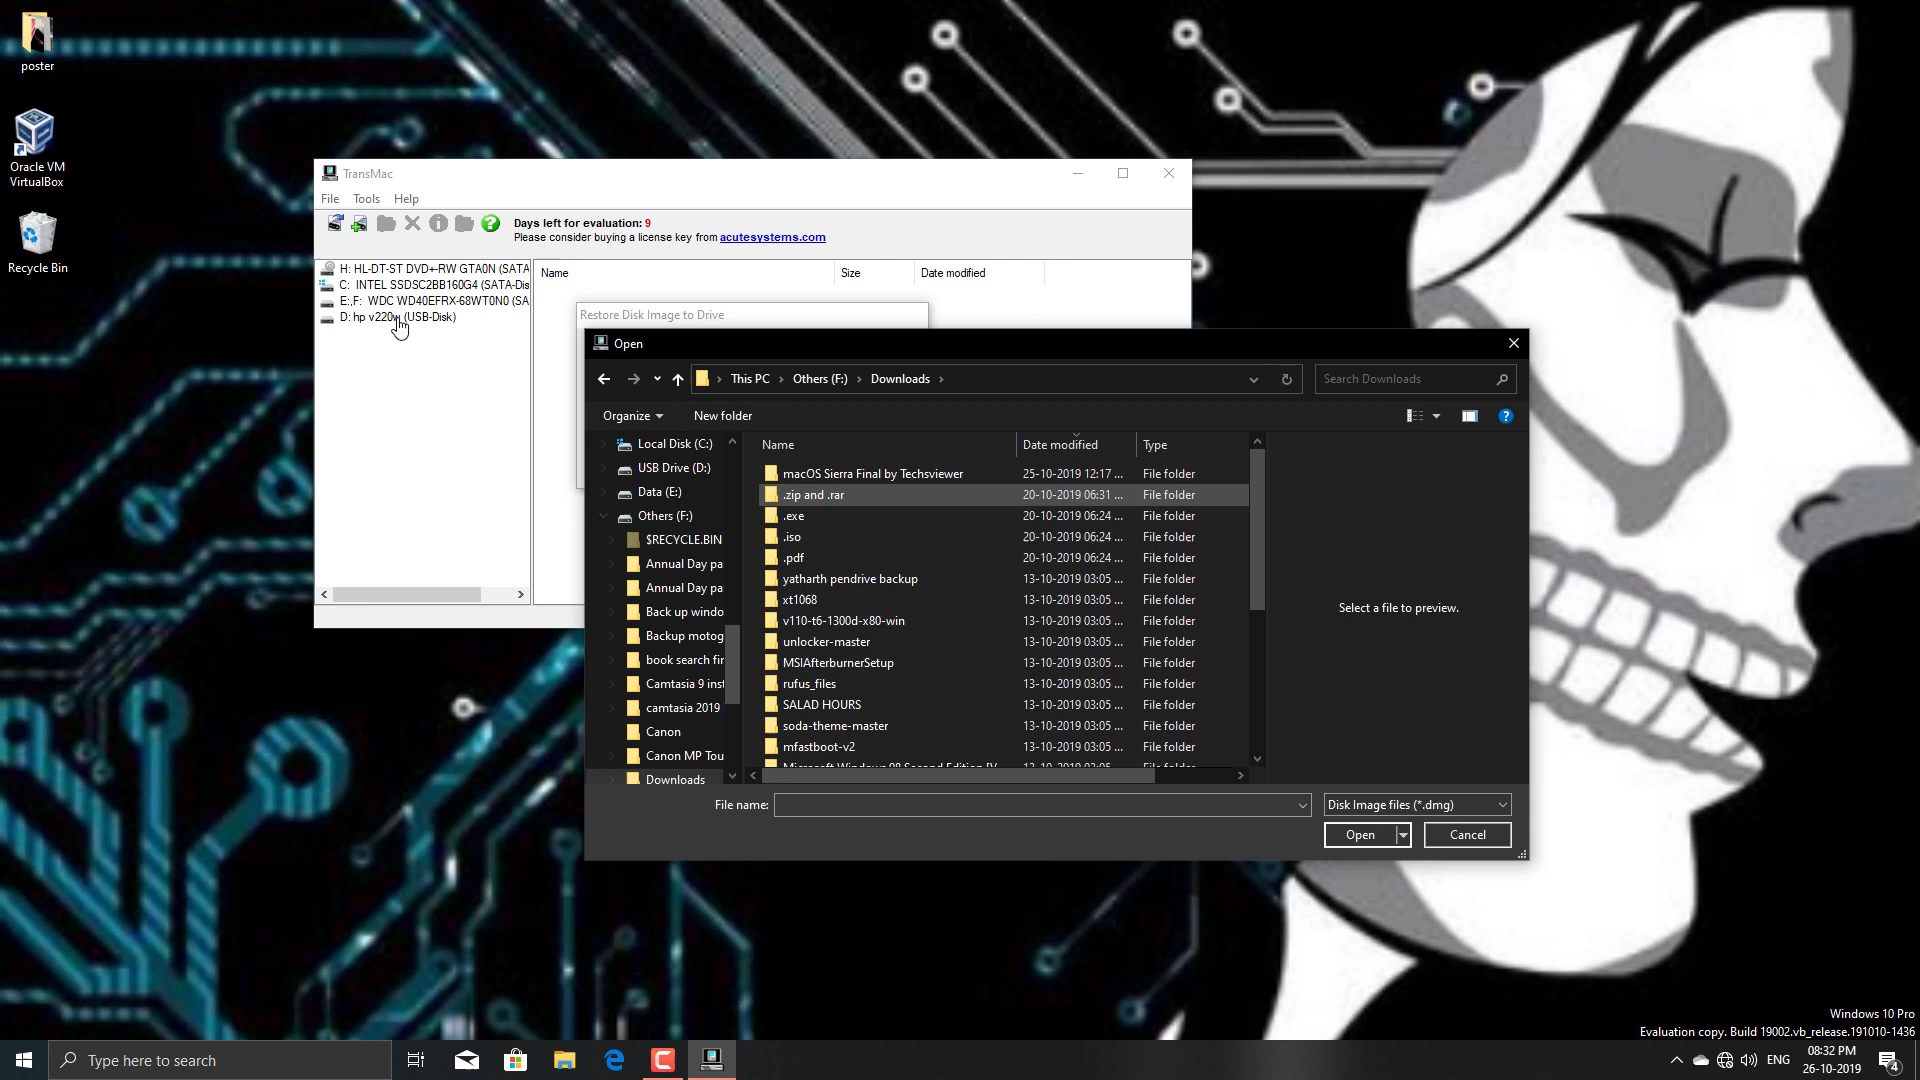 poster
Oracle VM
VirtualBox
Recycle Bin
TransMac
File Tools Help
Days left for evaluation: 9
Please consider buying a license key from acutesystems.com
H: HL-DT-ST DVD+-RW GTA0N (SATA
C: INTEL SSDSC2BB160G4 (SATA-Dis
E:,F: WDC WD40EFRX-68WT0N0 (SA
D: hp v220w (USB-Disk)
Name Size Date modified
Restore Disk Image to Drive
Open
This PC Others (F:) Downloads
Search Downloads
Organize New folder
Local Disk (C:)
USB Drive (D:)
Data (E:)
Others (F:)
$RECYCLE.BIN
Annual Day pa
Annual Day pa
Back up windo
Backup motog
book search fir
Camtasia 9 inst
camtasia 2019
Canon
Canon MP Tou
Downloads
Name Date modified Type
macOS Sierra Final by Techsviewer 25-10-2019 12:17 ... File folder
.zip and .rar 20-10-2019 06:31 ... File folder
.exe 20-10-2019 06:24 ... File folder
.iso 20-10-2019 06:24 ... File folder
.pdf 20-10-2019 06:24 ... File folder
yatharth pendrive backup 13-10-2019 03:05 ... File folder
xt1068 13-10-2019 03:05 ... File folder
v110-t6-1300d-x80-win 13-10-2019 03:05 ... File folder
unlocker-master 13-10-2019 03:05 ... File folder
MSIAfterburnerSetup 13-10-2019 03:05 ... File folder
rufus_files 13-10-2019 03:05 ... File folder
SALAD HOURS 13-10-2019 03:05 ... File folder
soda-theme-master 13-10-2019 03:05 ... File folder
mfastboot-v2 13-10-2019 03:05 ... File folder
Microsoft Windows 98 Second Edition [V 13-10-2019 03:05 ... File folder
Select a file to preview.
File name:
Disk Image files (*.dmg)
Open Cancel
Windows 10 Pro
Evaluation copy. Build 19002.vb_release.191010-1436
Type here to search
ENG
08:32 PM
26-10-2019
4